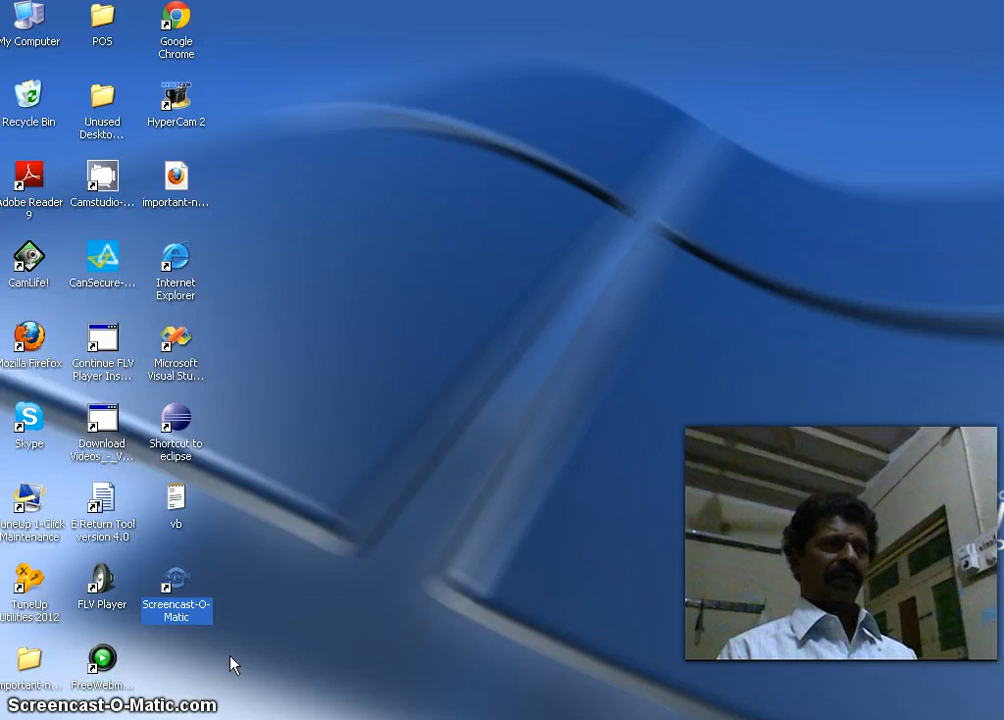 My Computer
POS
Google
Chrome
Recycle Bin
Unused
Deskto...
HyperCam 2
Adobe Reader
9
Camstudio-...
important-n...
CamLife!
CanSecure-...
Internet
Explorer
Mozilla Firefox
Continue FLV
Player Ins...
Microsoft
Visual Stu...
Skype
Download
Videos_-_V...
Shortcut to
eclipse
TuneUp 1-Click
Maintenance
E Return Tool
version 4.0
vb
TuneUp
Utilities 2012
FLV Player
Screencast-O-
Matic
important-n...
FreeWebm...
Screencast-O-Matic.com